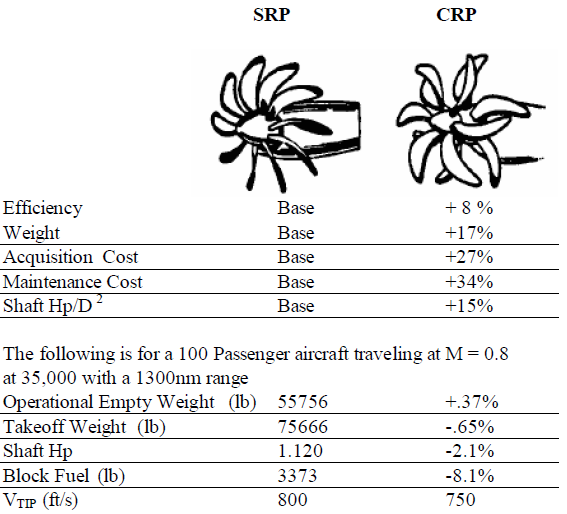 SRP CRP
Efficiency Base + 8 %
Weight Base +17%
Acquisition Cost Base +27%
Maintenance Cost Base +34%
Shaft Hp/D 2 Base +15%
The following is for a 100 Passenger aircraft traveling at M = 0.8
at 35,000 with a 1300nm range
Operational Empty Weight (lb) 55756 +.37%
Takeoff Weight (lb) 75666 -.65%
Shaft Hp 1.120 -2.1%
Block Fuel (lb) 3373 -8.1%
VTIP (ft/s) 800 750